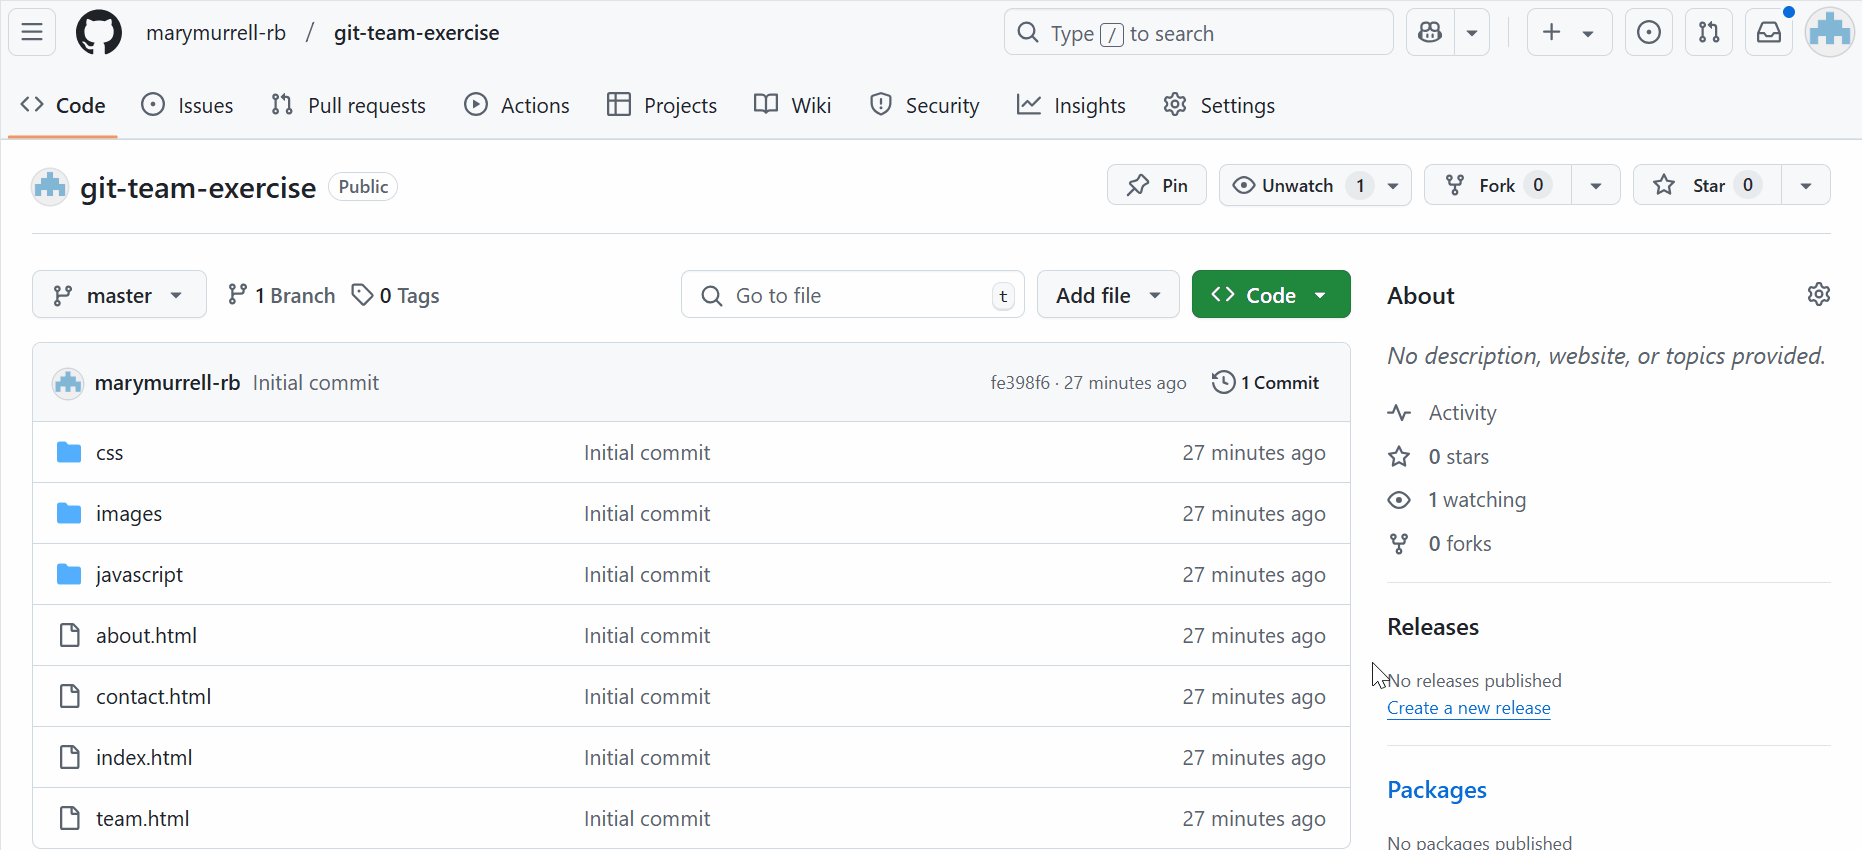 marymurrell-rb / git-team-exercise
Type / to search
Code
Issues
Pull requests
Actions
Projects
Wiki
Security
Insights
Settings
git-team-exercise Public
Pin
Unwatch 1
Fork 0
Star 0
master
1 Branch
0 Tags
Go to file t
Add file
Code
marymurrell-rb Initial commit fe398f6 · 27 minutes ago 1 Commit
css Initial commit 27 minutes ago
images Initial commit 27 minutes ago
javascript Initial commit 27 minutes ago
about.html Initial commit 27 minutes ago
contact.html Initial commit 27 minutes ago
index.html Initial commit 27 minutes ago
team.html Initial commit 27 minutes ago
About
No description, website, or topics provided.
Activity
0 stars
1 watching
0 forks
Releases
No releases published
Create a new release
Packages
No packages published